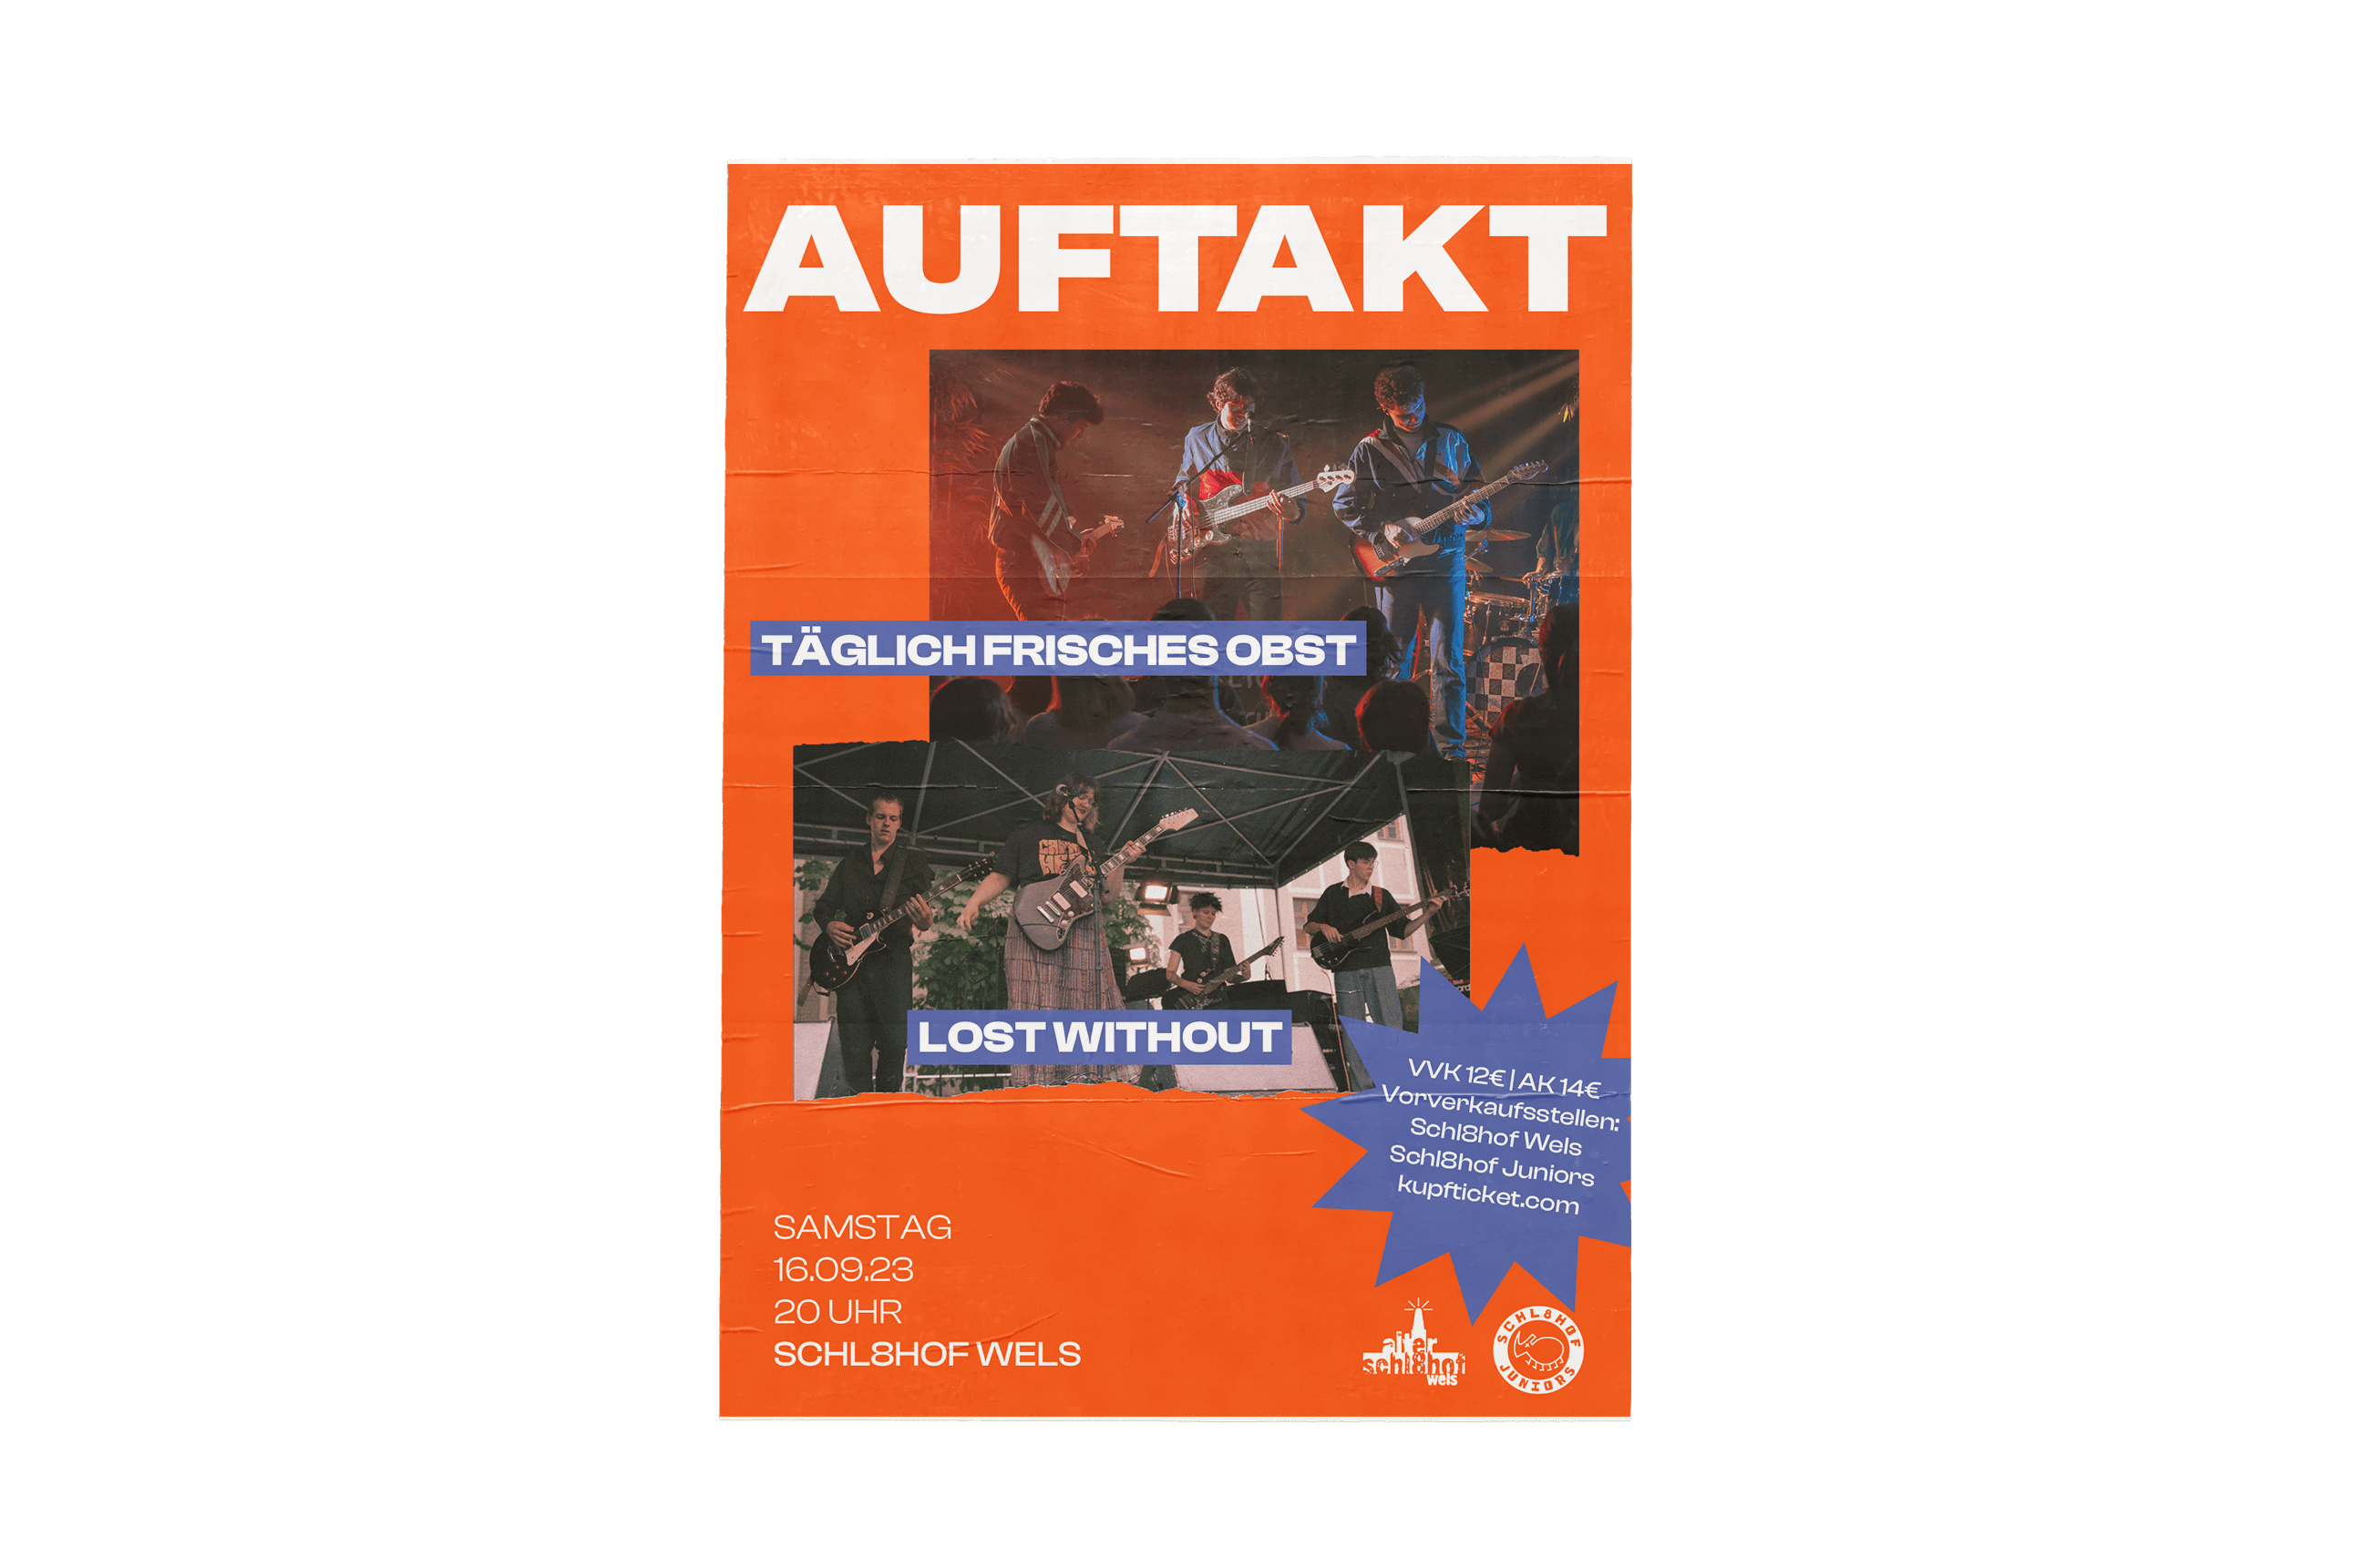 AUFTAKT
TÄGLICH FRISCHES OBST
LOST WITHOUT
VVK 12€ | AK 14€
Vorverkaufsstellen:
Schl8hof Wels
Schl8hof Juniors
kupfticket.com
SAMSTAG
16.09.23
20 UHR
SCHL8HOF WELS
alter
schl8hof
wels
SCHL8HOF
JUNIORS